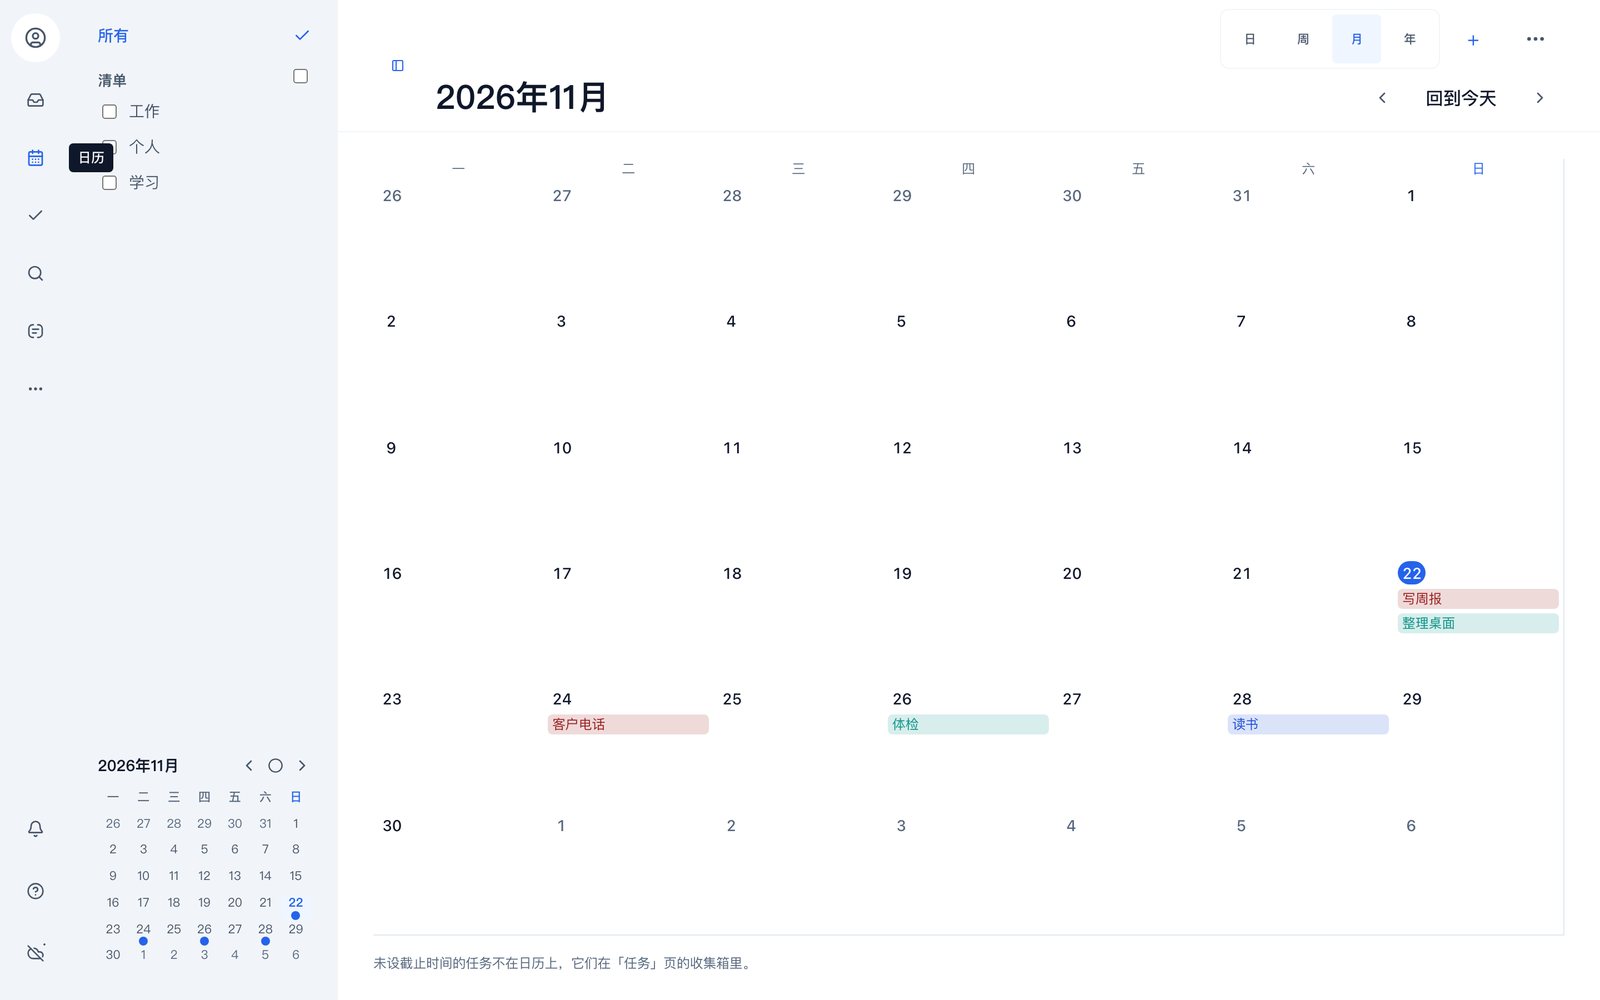 所有
清单
工作
个人
学习
日历
日 周 月 年
2026年11月
回到今天
一 二 三 四 五 六 日
26 27 28 29 30 31 1
2 3 4 5 6 7 8
9 10 11 12 13 14 15
16 17 18 19 20 21 22
写周报
整理桌面
23 24 25 26 27 28 29
客户电话 体检 读书
30 1 2 3 4 5 6
未设截止时间的任务不在日历上，它们在「任务」页的收集箱里。
2026年11月
一 二 三 四 五 六 日
26 27 28 29 30 31 1
2 3 4 5 6 7 8
9 10 11 12 13 14 15
16 17 18 19 20 21 22
23 24 25 26 27 28 29
30 1 2 3 4 5 6